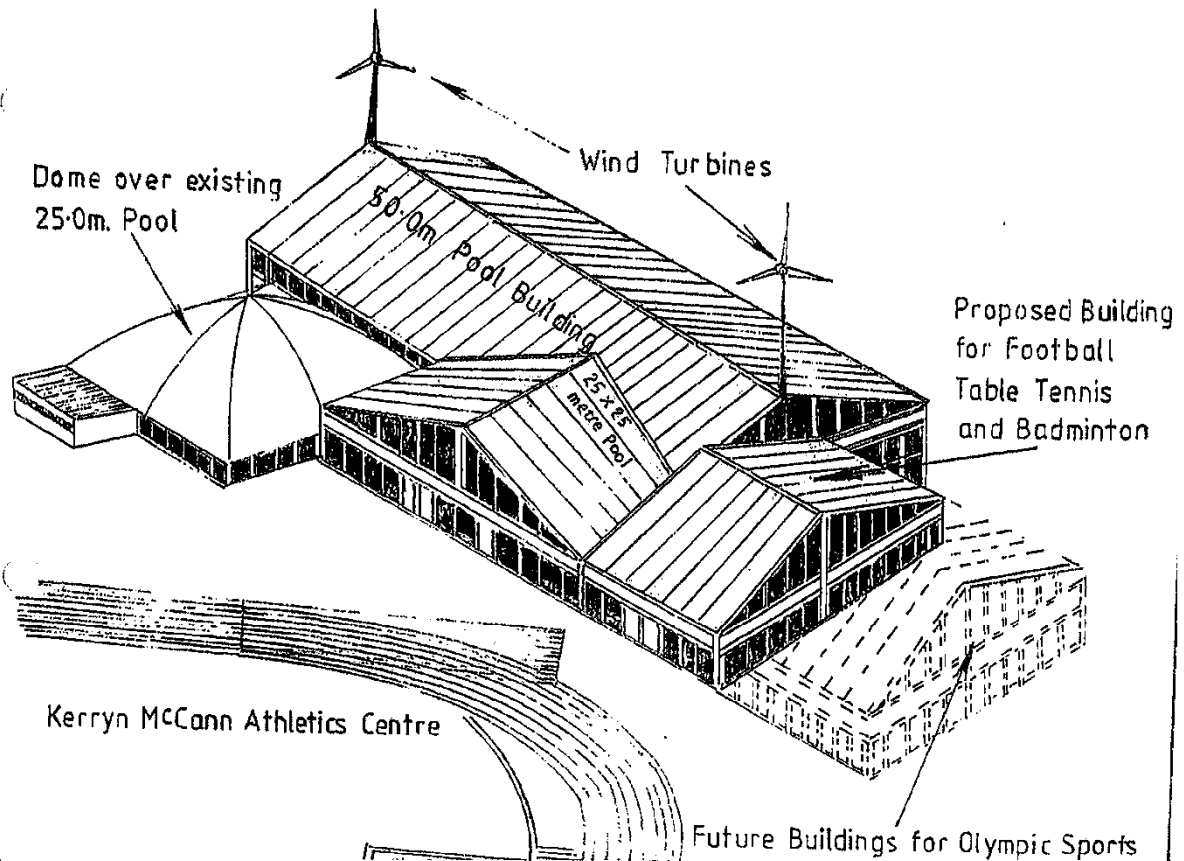 Wind Turbines
Dome over existing
25·0m. Pool
50·0m Pool Building
25 x 25
metre Pool
Proposed Building
for Football
Table Tennis
and Badminton
Kerryn McCann Athletics Centre
Future Buildings for Olympic Sports